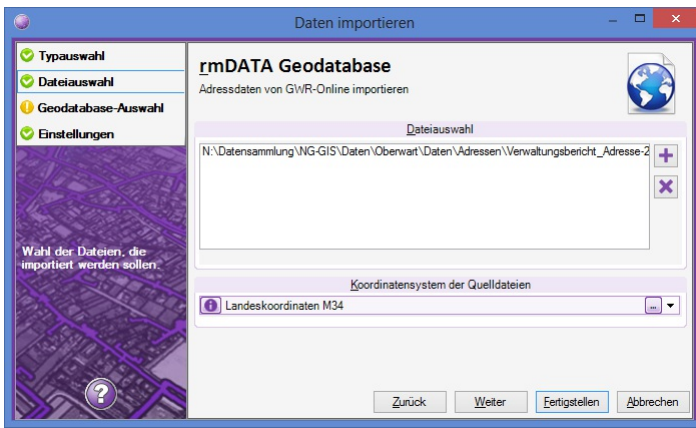 Daten importieren
Typauswahl
Dateiauswahl
Geodatabase-Auswahl
Einstellungen
Wahl der Dateien, die
importiert werden sollen.
rmDATA Geodatabase
Adressdaten von GWR-Online importieren
Dateiauswahl
N:\Datensammlung\NG-GIS\Daten\Oberwart\Daten\Adressen\Verwaltungsbericht_Adresse-2
Koordinatensystem der Quelldateien
Landeskoordinaten M34
...
Zurück
Weiter
Fertigstellen
Abbrechen